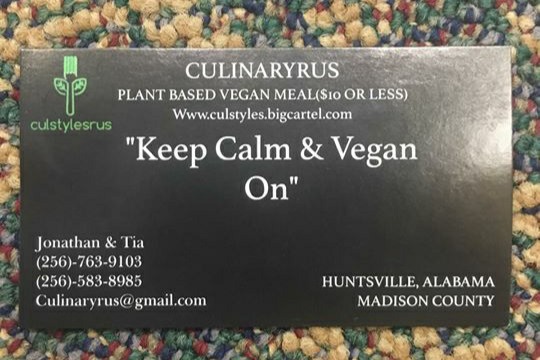 culstylesrus
CULINARYRUS
PLANT BASED VEGAN MEAL($10 OR LESS)
Www.culstyles.bigcartel.com
"Keep Calm & Vegan
On"
Jonathan & Tia
(256)-763-9103
(256)-583-8985
Culinaryrus@gmail.com
HUNTSVILLE, ALABAMA
MADISON COUNTY